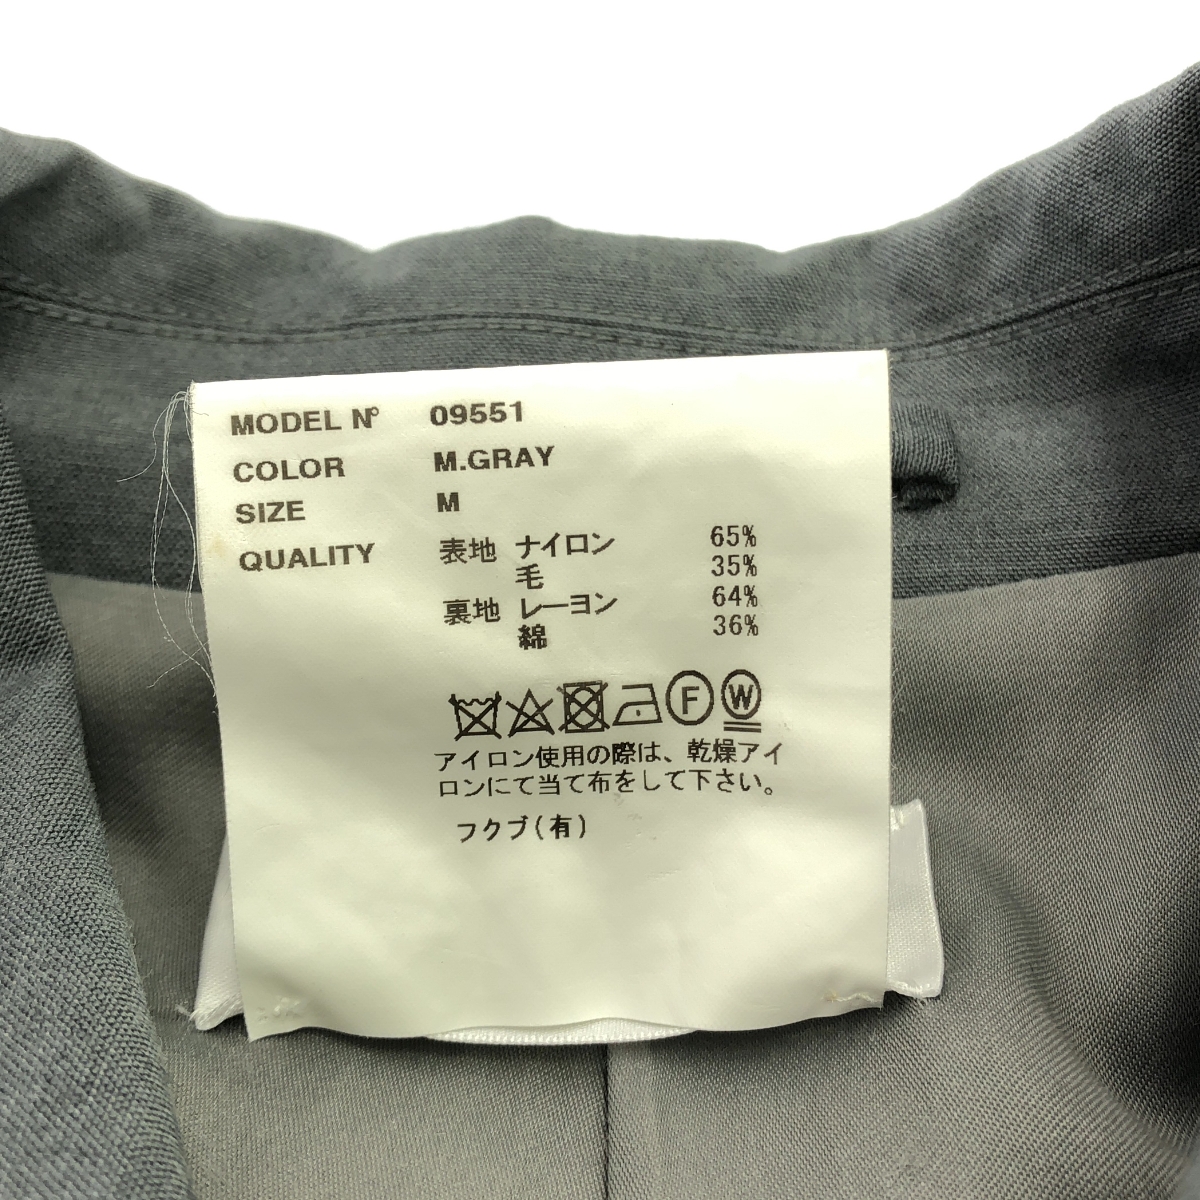 MODEL Nº 09551
COLOR M.GRAY
SIZE M
QUALITY 表地 ナイロン 65%
毛 35%
裏地 レーヨン 64%
綿 36%
F W
アイロン使用の際は、乾燥アイ
ロンにて当て布をして下さい。
フクブ(有)